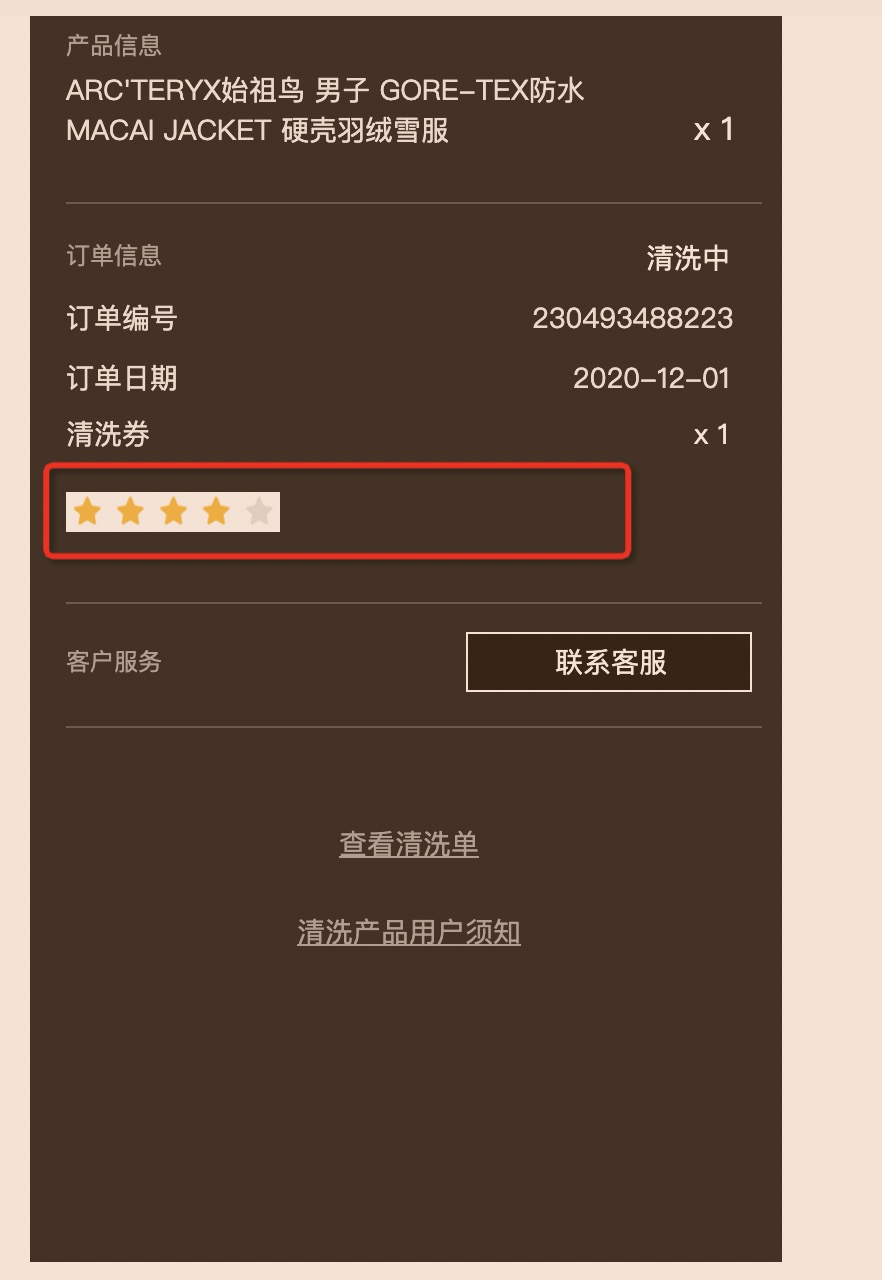 产品信息
ARC'TERYX始祖鸟 男子 GORE-TEX防水
MACAI JACKET 硬壳羽绒雪服 x 1
订单信息 清洗中
订单编号 230493488223
订单日期 2020-12-01
清洗券 x 1
客户服务 联系客服
查看清洗单
清洗产品用户须知